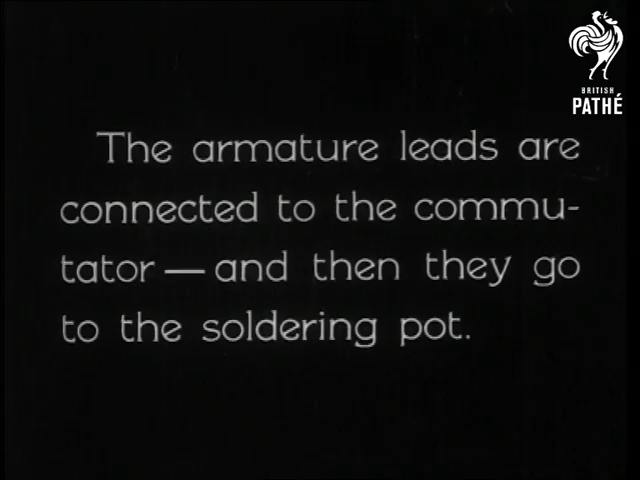 BRITISH
PATHÉ
The armature leads are
connected to the commu-
tator — and then they go
to the soldering pot.